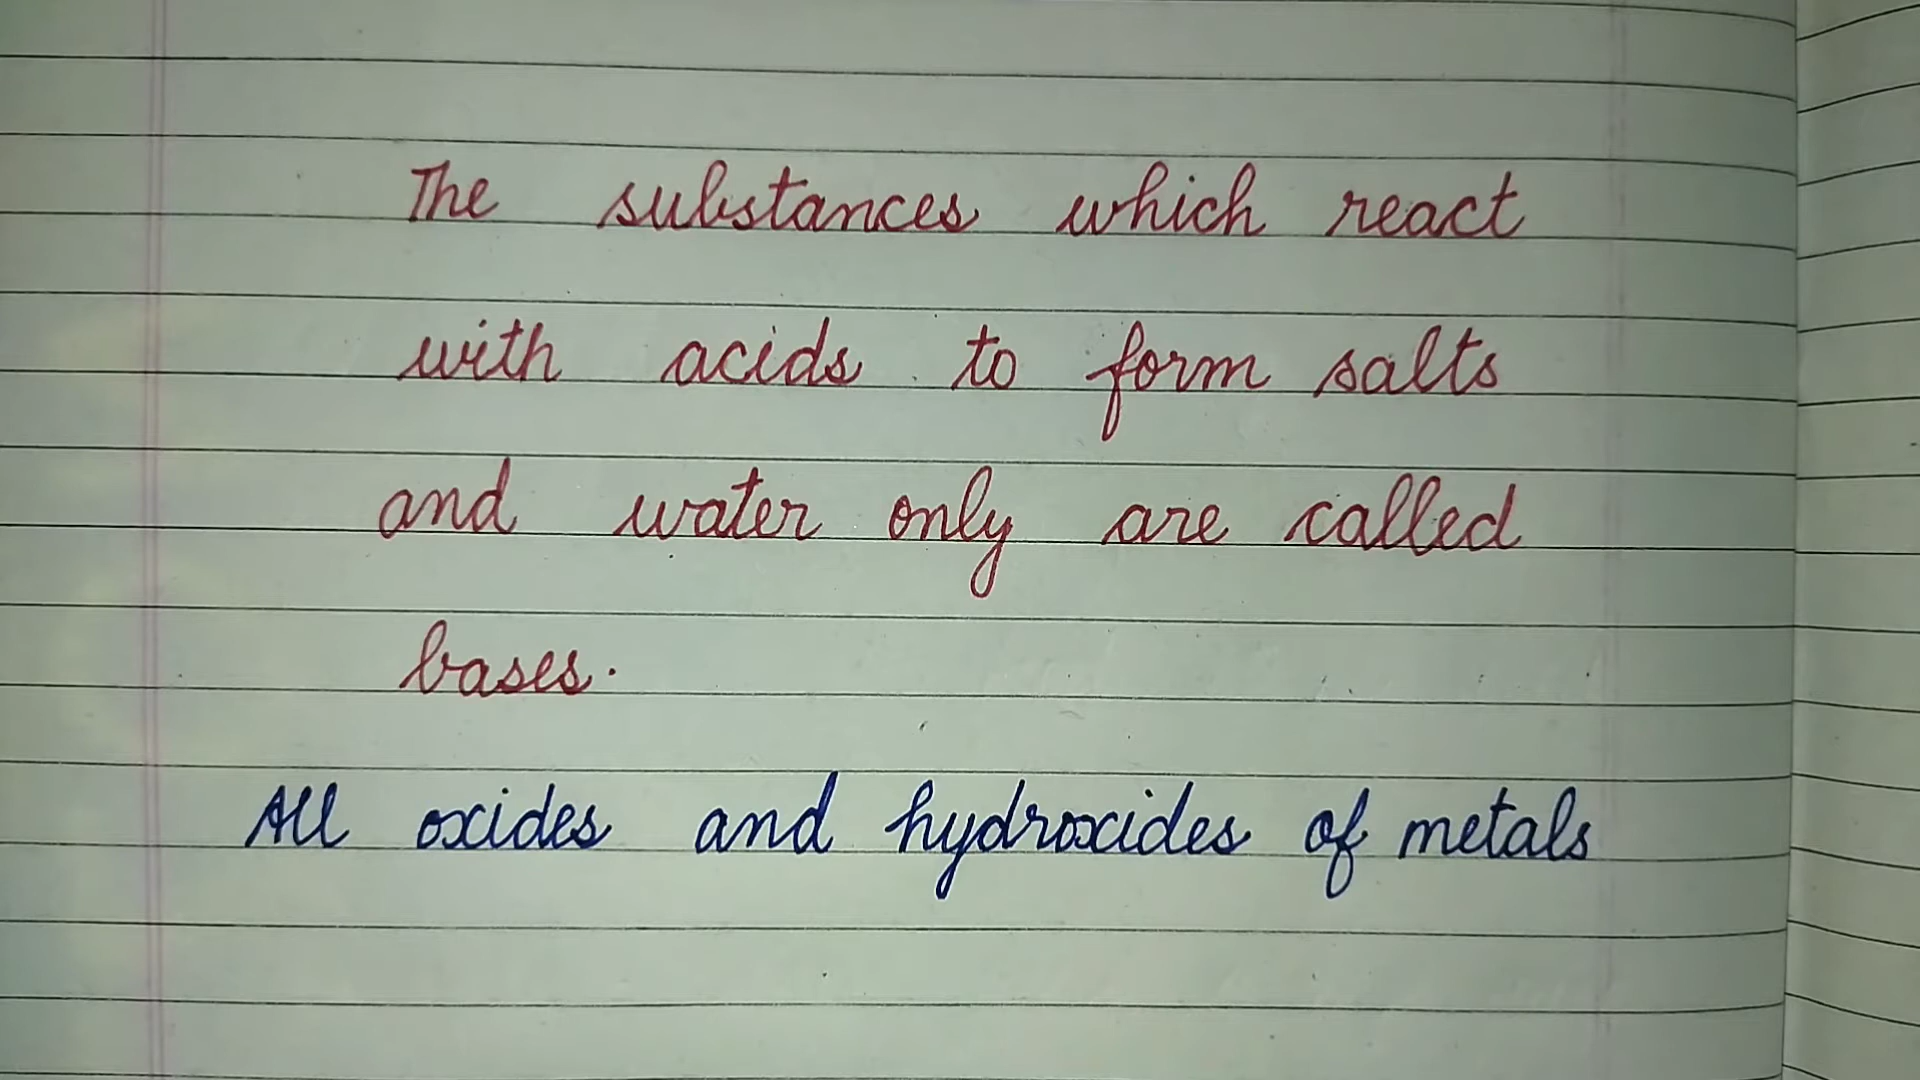 The substances which react
with acids to form salts
and water only are called
bases.
All oxides and hydroxides of metals